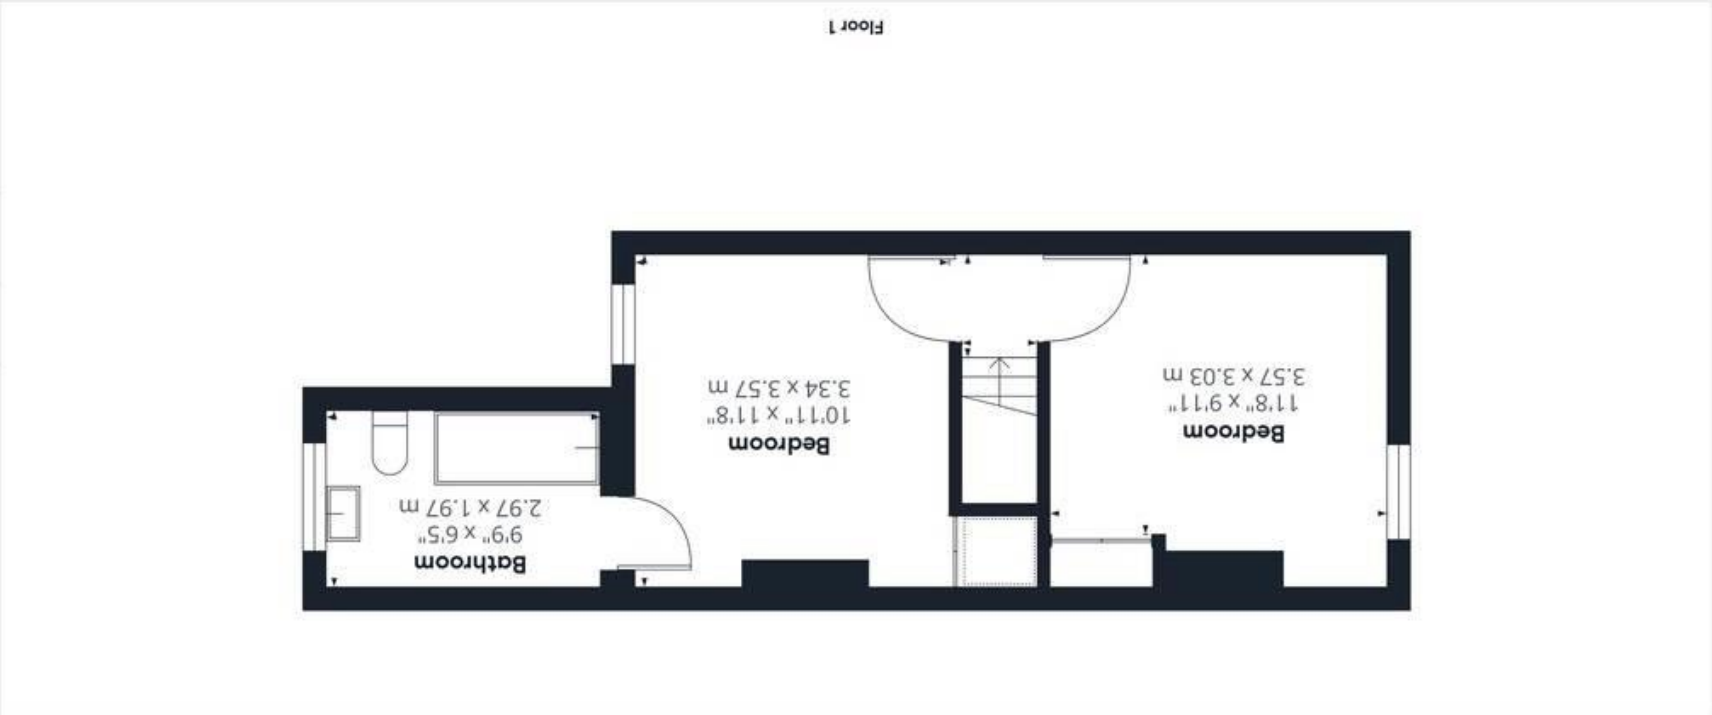 Bedroom
11'8" x 9'11"
3.57 x 3.03 m
Bedroom
10'11" x 11'8"
3.34 x 3.57 m
Bathroom
9'9" x 6'5"
2.97 x 1.97 m
Floor 1